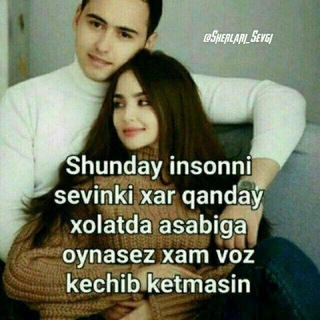 @Sherlari_Sevgi
Shunday insonni
sevinki xar qanday
xolatda asabiga
oynasez xam voz
kechib ketmasin